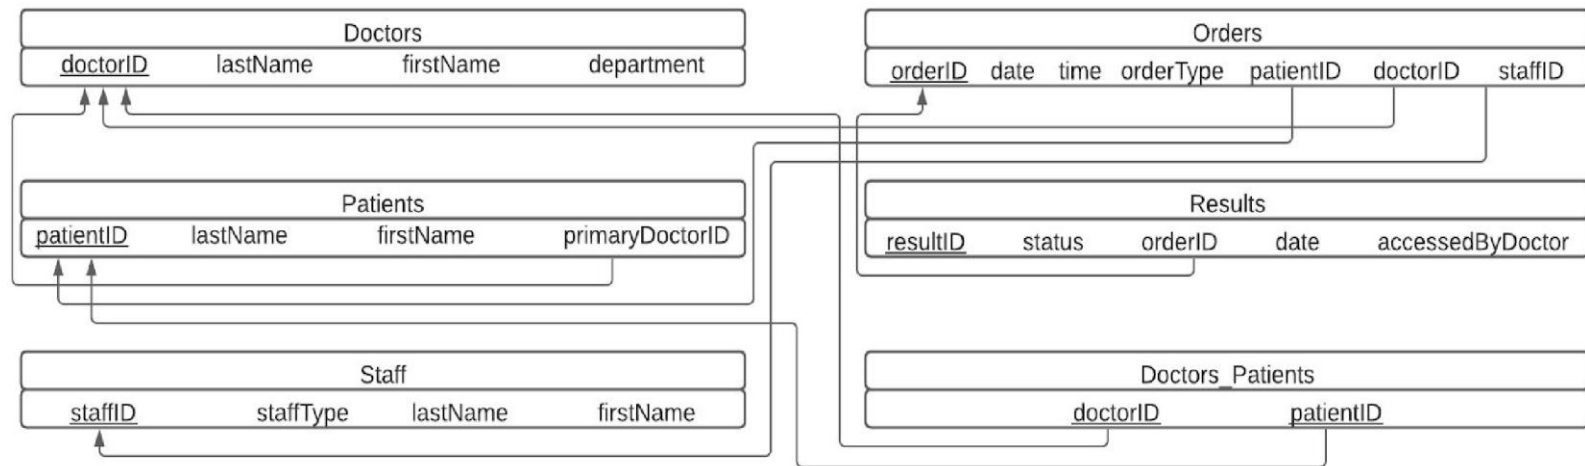 Doctors
doctorID lastName firstName department
Orders
orderID date time orderType patientID doctorID staffID
Patients
patientID lastName firstName primaryDoctorID
Results
resultID status orderID date accessedByDoctor
Staff
staffID staffType lastName firstName
Doctors_Patients
doctorID patientID